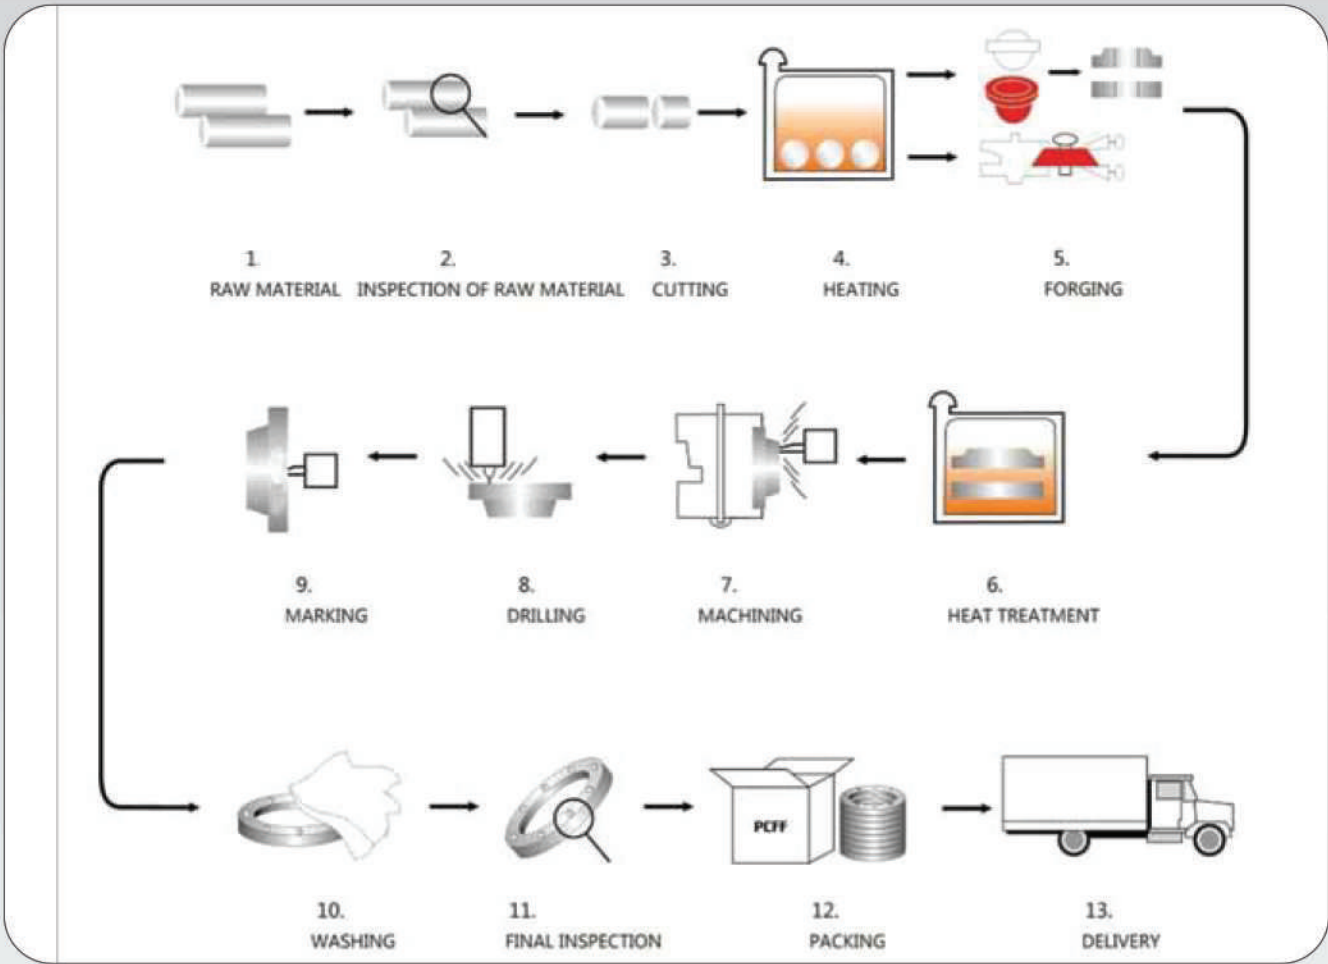 1.
RAW MATERIAL
2.
INSPECTION OF RAW MATERIAL
3.
CUTTING
4.
HEATING
5.
FORGING
9.
MARKING
8.
DRILLING
7.
MACHINING
6.
HEAT TREATMENT
PCFF
10.
WASHING
11.
FINAL INSPECTION
12.
PACKING
13.
DELIVERY